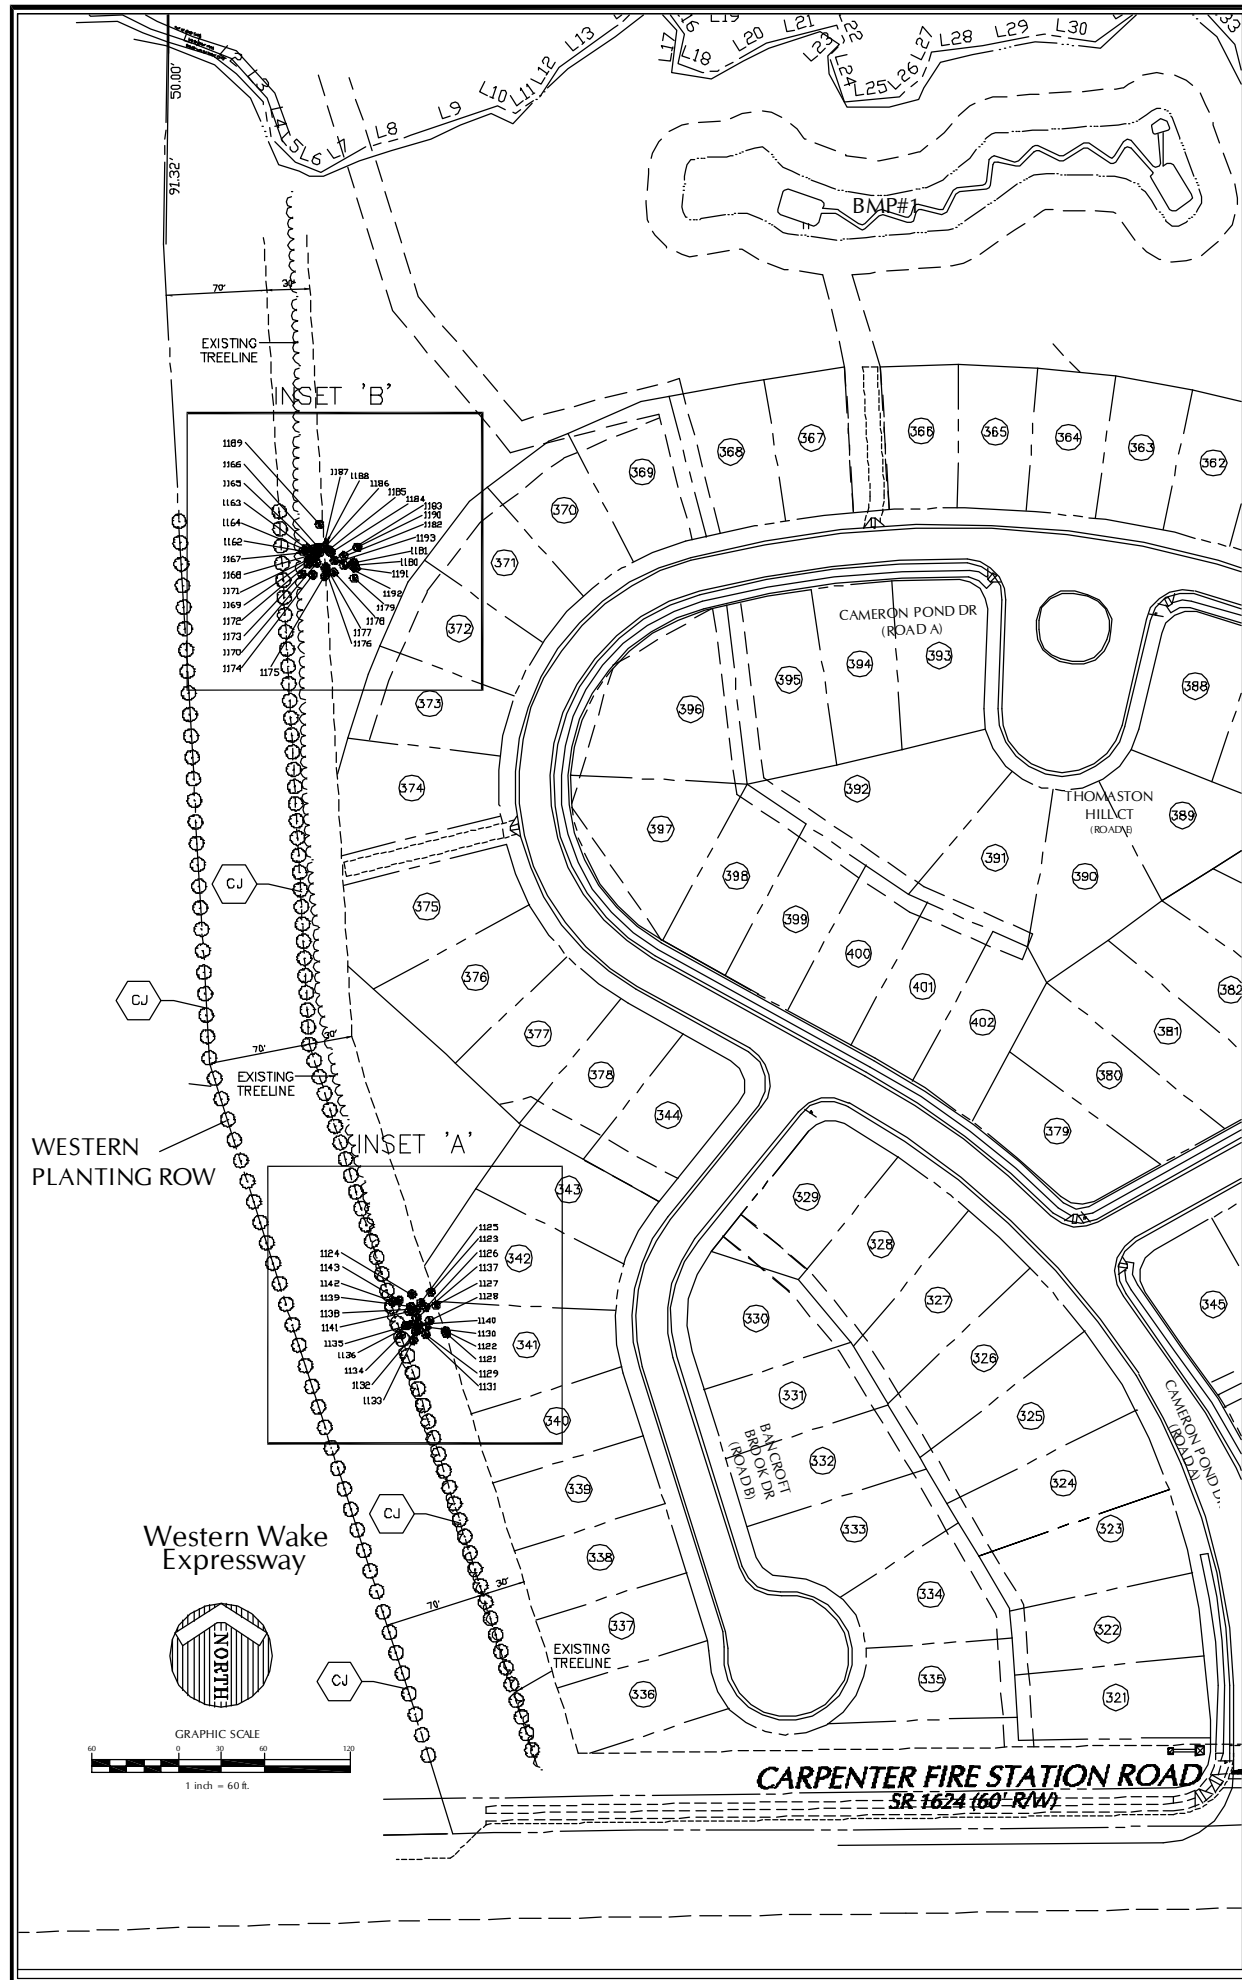 L5
L6
L7
L8
L9
L10
L11
L12
L13
L17
L18
L20
L21
L23
L24
L25
L26
L27
L28
L29
L30
50.00'
91.32'
BMP#1
70'
30'
EXISTING
TREELINE
INSET 'B'
1189
1166
1165
1163
1164
1162
1167
1168
1171
1169
1172
1173
1170
1174
1175
1187
1188
1186
1185
1184
1183
1190
1182
1193
1181
1180
1191
1192
1179
1178
1177
1176
362
363
364
365
366
367
368
369
370
371
372
373
374
375
376
377
378
344
343
342
341
340
339
338
337
336
CAMERON POND DR
(ROAD A)
393
394
395
396
388
392
397
THOMASTON
HILL CT
(ROAD E)
389
391
390
398
399
400
401
402
382
381
380
379
CJ
CJ
70'
30'
EXISTING
TREELINE
WESTERN
PLANTING ROW
INSET 'A'
1124
1143
1142
1139
1138
1141
1135
1136
1134
1132
1133
1125
1123
1126
1137
1127
1128
1140
1130
1122
1121
1129
1131
329
328
327
330
326
331
325
332
324
333
323
334
322
335
321
345
BANCROFT
BROOK DR
(ROAD B)
CAMERON POND DR
(ROAD A)
CJ
Western Wake
Expressway
70'
30'
EXISTING
TREELINE
CJ
NORTH
GRAPHIC SCALE
60 0 30 60 120
1 inch = 60 ft.
CARPENTER FIRE STATION ROAD
SR 1624 (60' R/W)